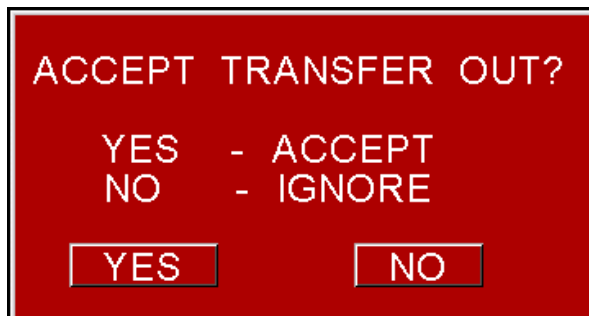 ACCEPT TRANSFER OUT?
YES - ACCEPT
NO - IGNORE
YES NO